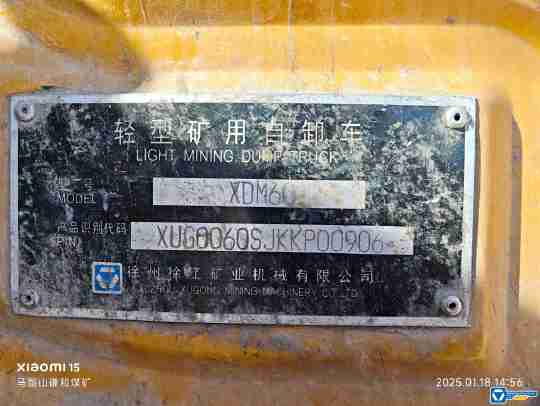 轻型矿用自卸车
LIGHT MINING DUMP TRUCK
型 号
MODEL
XDM60
产品识别代码
(PIN)
XUG0060SJKKP00906
徐州徐工矿业机械有限公司
XUZHOU XUGONG MINING MACHINERY CO.,LTD
XIAOMI 15
2025.01.18 14:56